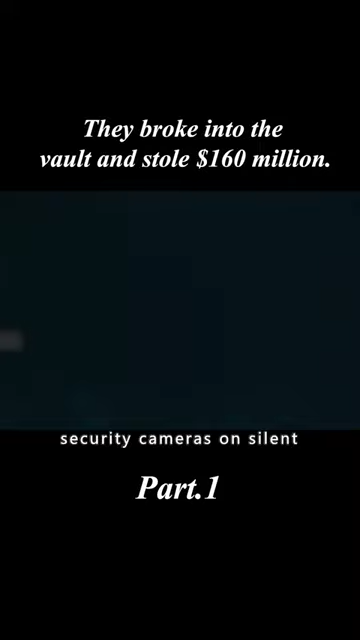 They broke into the
vault and stole $160 million.
security cameras on silent
Part.1